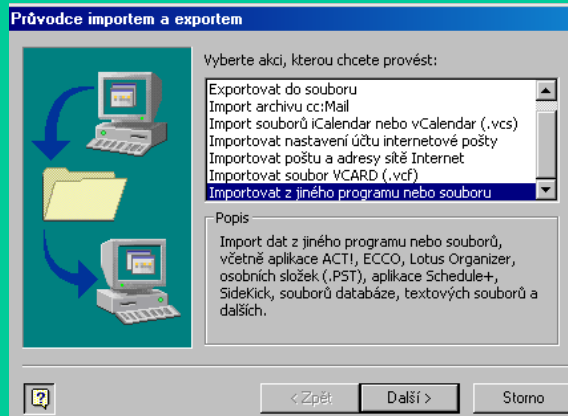 Průvodce importem a exportem
Vyberte akci, kterou chcete provést:
Exportovat do souboru
Import archivu cc:Mail
Import souborů iCalendar nebo vCalendar (.vcs)
Importovat nastavení účtu internetové pošty
Importovat poštu a adresy sítě Internet
Importovat soubor VCARD (.vcf)
Importovat z jiného programu nebo souboru
Popis
Import dat z jiného programu nebo souborů,
včetně aplikace ACT!, ECCO, Lotus Organizer,
osobních složek (.PST), aplikace Schedule+,
SideKick, souborů databáze, textových souborů a
dalších.
?
< Zpět
Další >
Storno